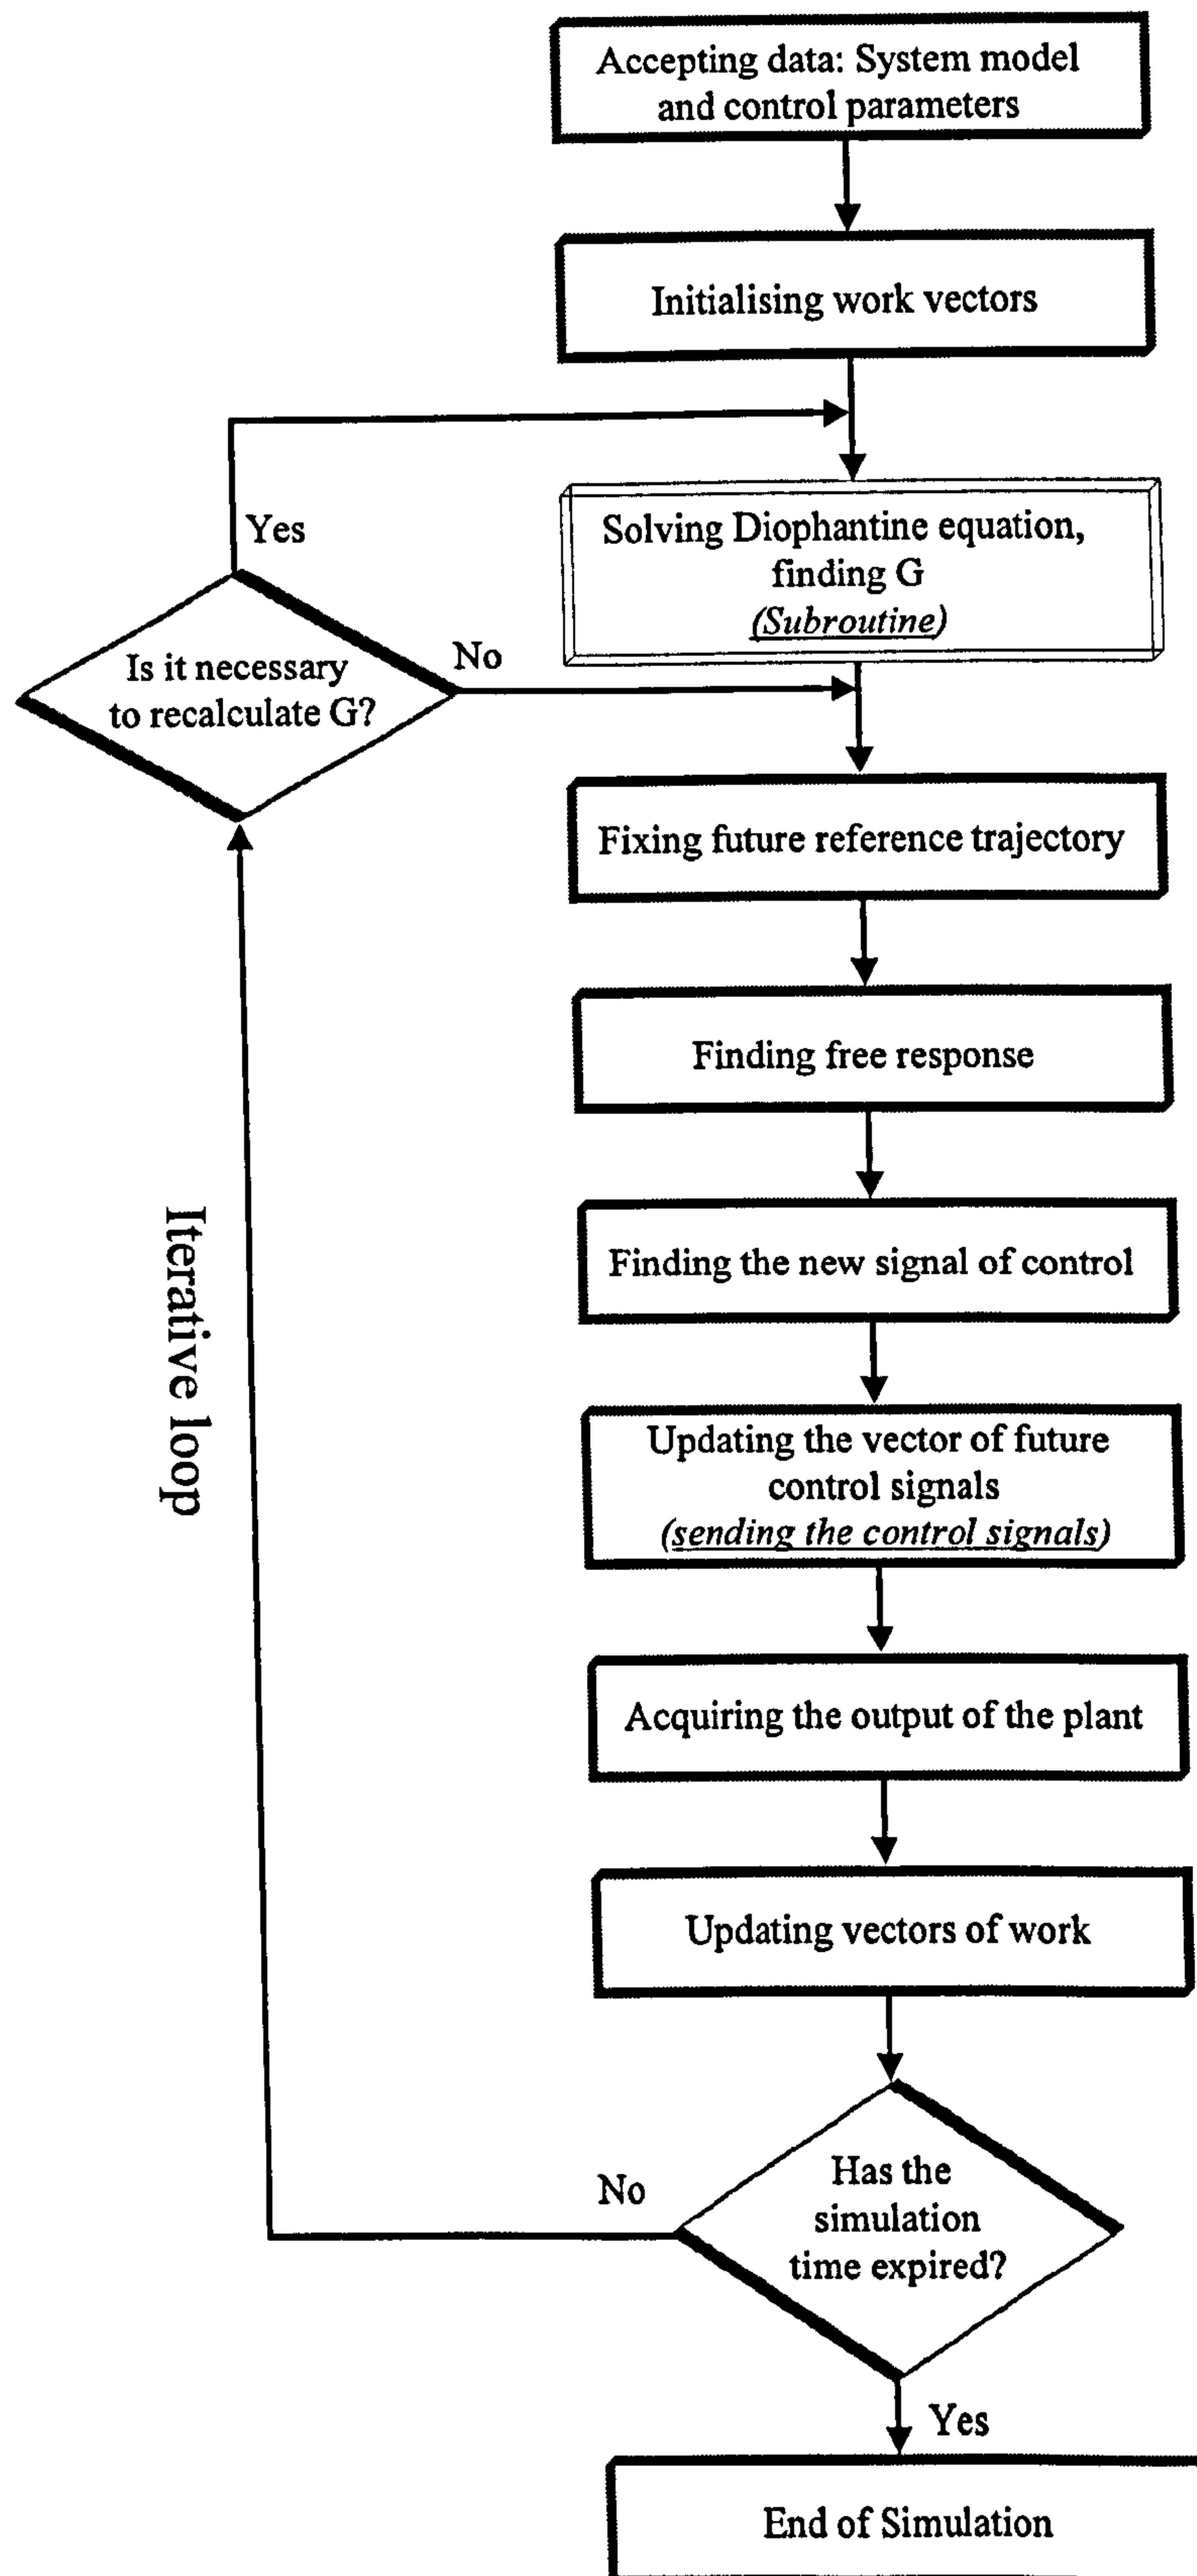 Accepting data: System model
and control parameters
Initialising work vectors
Yes
Solving Diophantine equation,
finding G
(Subroutine)
Is it necessary
to recalculate G?
No
Fixing future reference trajectory
Finding free response
Finding the new signal of control
Iterative loop
Updating the vector of future
control signals
(sending the control signals)
Acquiring the output of the plant
Updating vectors of work
Has the
simulation
time expired?
No
Yes
End of Simulation